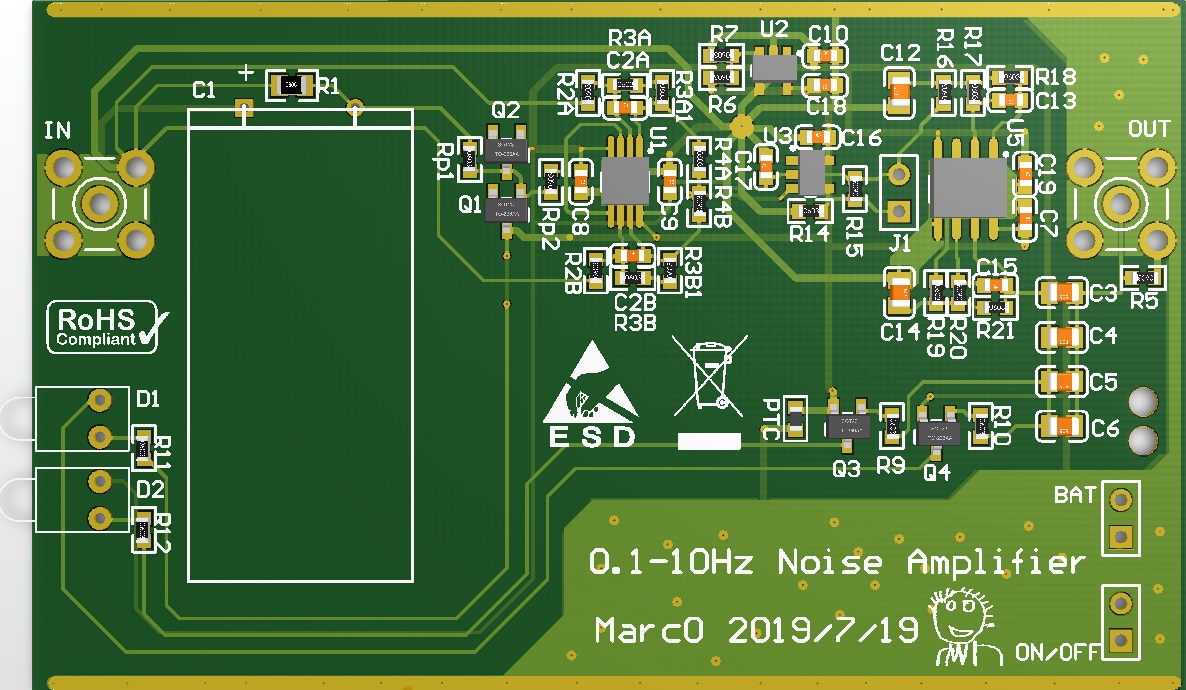 R3A
C2A
R7
U2
C10
C12
R16
R17
R18
C13
C1
+
R1
R2A
R3A1
R6
C18
Q2
U1
U3
C16
U5
IN
OUT
Rp1
Q1
RP2
C8
C9
R4A
R4B
C17
R14
R15
J1
C19
C7
R2B
C2B
R3B
R3B1
C14
R19
R20
C15
R21
C3
R5
C4
C5
C6
RoHS
Compliant
ESD
D1
R11
D2
R12
PTC
Q3
R9
Q4
R10
BAT
0.1-10Hz Noise Amplifier
MarcO 2019/7/19
ON/OFF